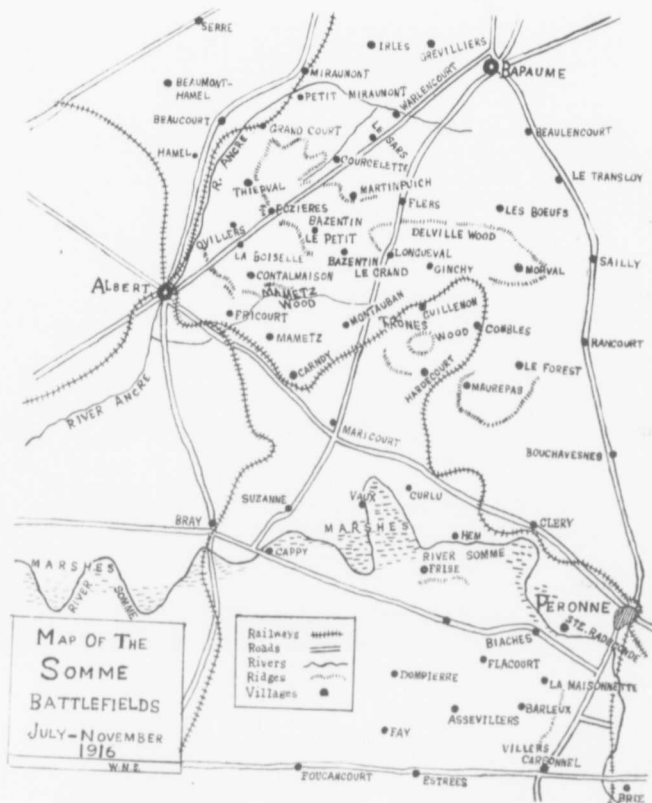 SERRE
IRLES
GREVILLIERS
BAPAUME
BEAUMONT-
HAMEL
MIRAUMONT
PETIT MIRAUMONT
WARLENCOURT
BEAUCOURT
GRAND COURT
LE SARS
BEAULENCOURT
HAMEL
R. ANCRE
COURCELETTE
LE TRANSLOY
THIEPVAL
MARTINPUICH
FLERS
LES BOEUFS
POZIERES
BAZENTIN
LE PETIT
DELVILLE WOOD
OVILLERS
LA BOISELLE
BAZENTIN
LE GRAND
LONGUEVAL
GINCHY
MORVAL
SAILLY
CONTALMAISON
ALBERT
MAMETZ
WOOD
GUILLEMON
FRICOURT
MONTAUBAN
TRONES
WOOD
COMBLES
MAMETZ
RANCOURT
CARNOY
HARDECOURT
LE FOREST
MAUREPAS
RIVER ANCRE
MARICOURT
BOUCHAVESNES
SUZANNE
VAUX
CURLU
BRAY
MARSHES
CLERY
HEM
CAPPY
RIVER SOMME
FRISE
MARSHES
RIVER SOMME
PERONNE
STE. RADEGONDE
BIACHES
FLACOURT
DOMPIERRE
LA MAISONNETTE
ASSEVILLERS
BARLEUX
FAY
VILLERS
CARBONNEL
FOUCANCOURT
ESTREES
BRIE
MAP OF THE
SOMME
BATTLEFIELDS
JULY-NOVEMBER
1916
W.N.E.
Railways
Roads
Rivers
Ridges
Villages